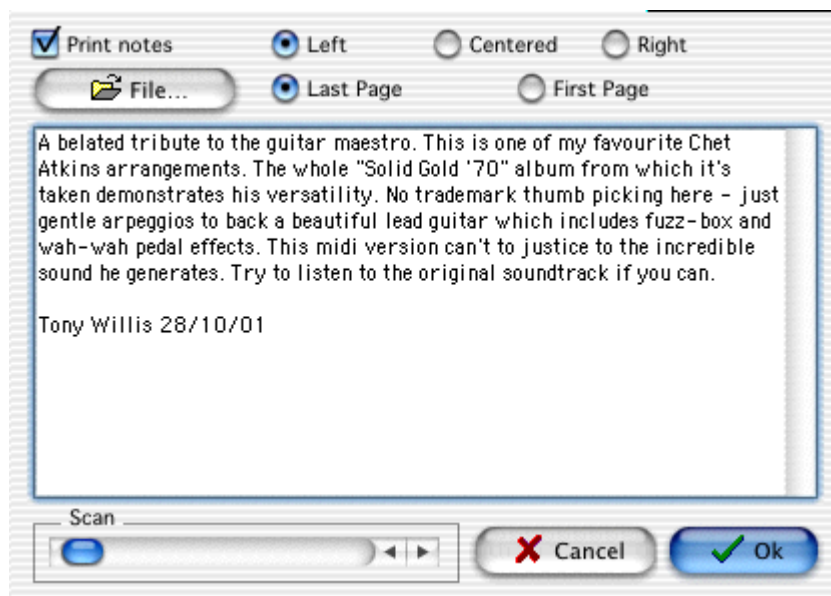 Print notes Left Centered Right
File... Last Page First Page
A belated tribute to the guitar maestro. This is one of my favourite Chet
Atkins arrangements. The whole "Solid Gold '70" album from which it's
taken demonstrates his versatility. No trademark thumb picking here - just
gentle arpeggios to back a beautiful lead guitar which includes fuzz-box and
wah-wah pedal effects. This midi version can't to justice to the incredible
sound he generates. Try to listen to the original soundtrack if you can.
Tony Willis 28/10/01
Scan
Cancel Ok